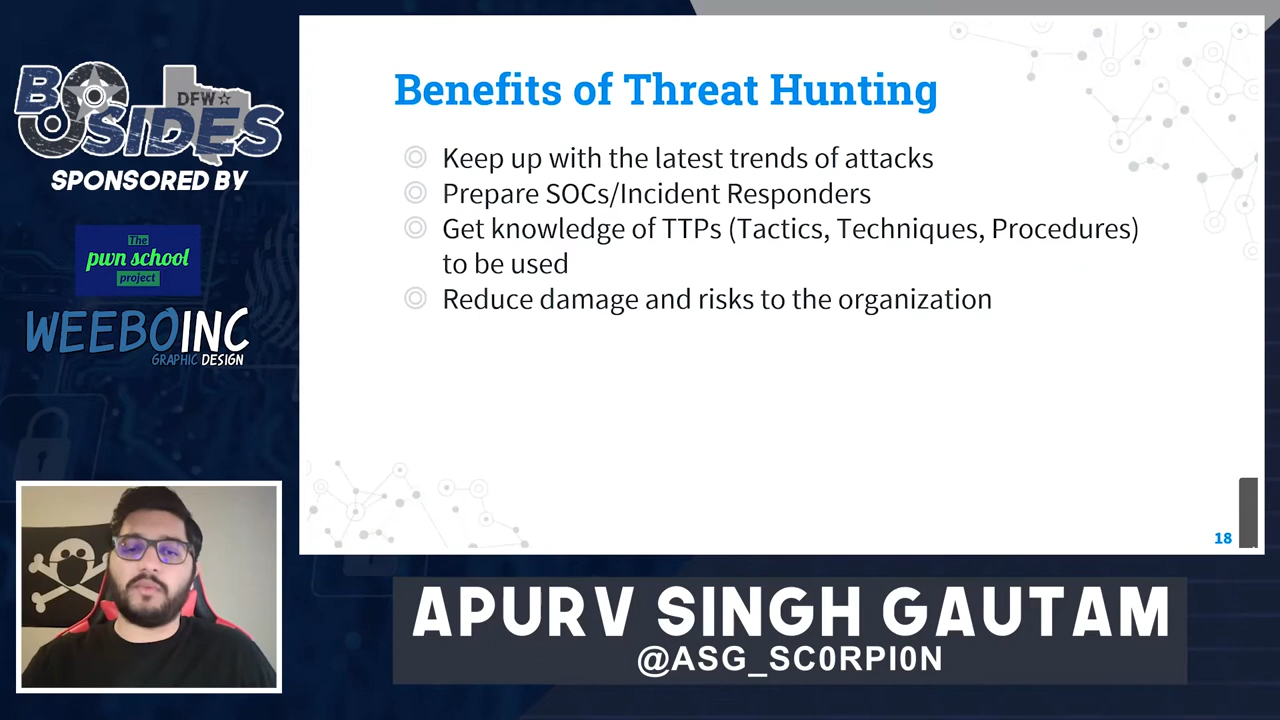 BSIDES
DFW
SPONSORED BY
The
pwn school
project
WEEBOINC
GRAPHIC DESIGN
Benefits of Threat Hunting
Keep up with the latest trends of attacks
Prepare SOCs/Incident Responders
Get knowledge of TTPs (Tactics, Techniques, Procedures)
to be used
Reduce damage and risks to the organization
18
APURV SINGH GAUTAM
@ASG_SC0RPI0N